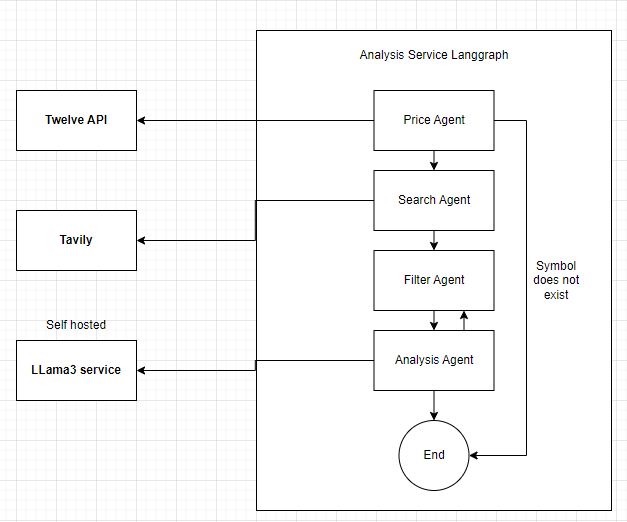 Analysis Service Langgraph
Twelve API
Price Agent
Search Agent
Tavily
Filter Agent
Symbol
does not
exist
Self hosted
LLama3 service
Analysis Agent
End